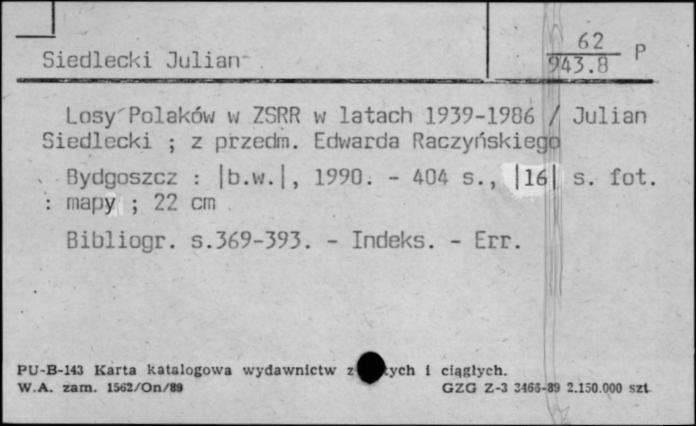 62
Siedlecki Julian
943.8 P
Losy Polaków w ZSRR w latach 1939-1986 / Julian
Siedlecki ; z przedm. Edwarda Raczyńskiego
Bydgoszcz : |b.w.|, 1990. - 404 s., |16| s. fot.
: mapy ; 22 cm
Bibliogr. s.369-393. - Indeks. - Err.
PU-B-143 Karta katalogowa wydawnictw i ciągłych.
W.A. zam. 1562/On/89 GZG Z-3 3466-89 2.150.000 szt.